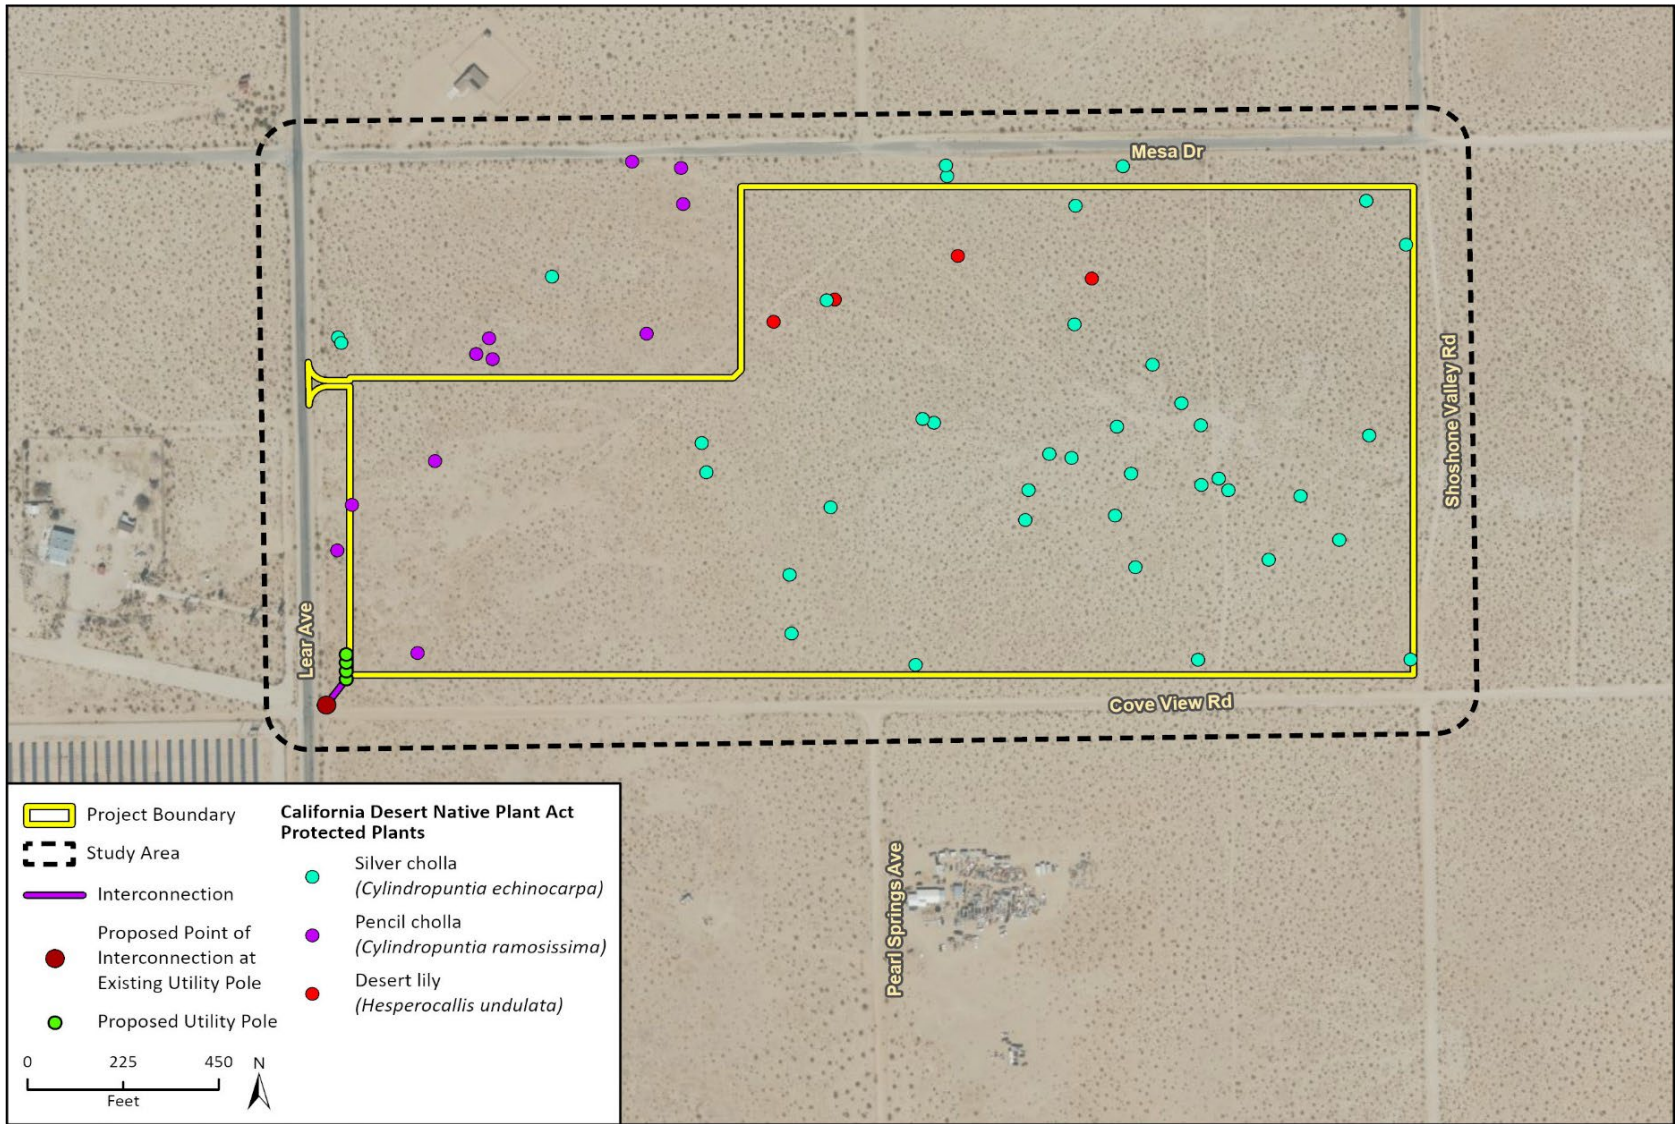 Mesa Dr
Shoshone Valley Rd
Lear Ave
Cove View Rd
Pearl Springs Ave
Project Boundary
Study Area
Interconnection
Proposed Point of
Interconnection at
Existing Utility Pole
Proposed Utility Pole
0 225 450
Feet
N
California Desert Native Plant Act
Protected Plants
Silver cholla
(Cylindropuntia echinocarpa)
Pencil cholla
(Cylindropuntia ramosissima)
Desert lily
(Hesperocallis undulata)